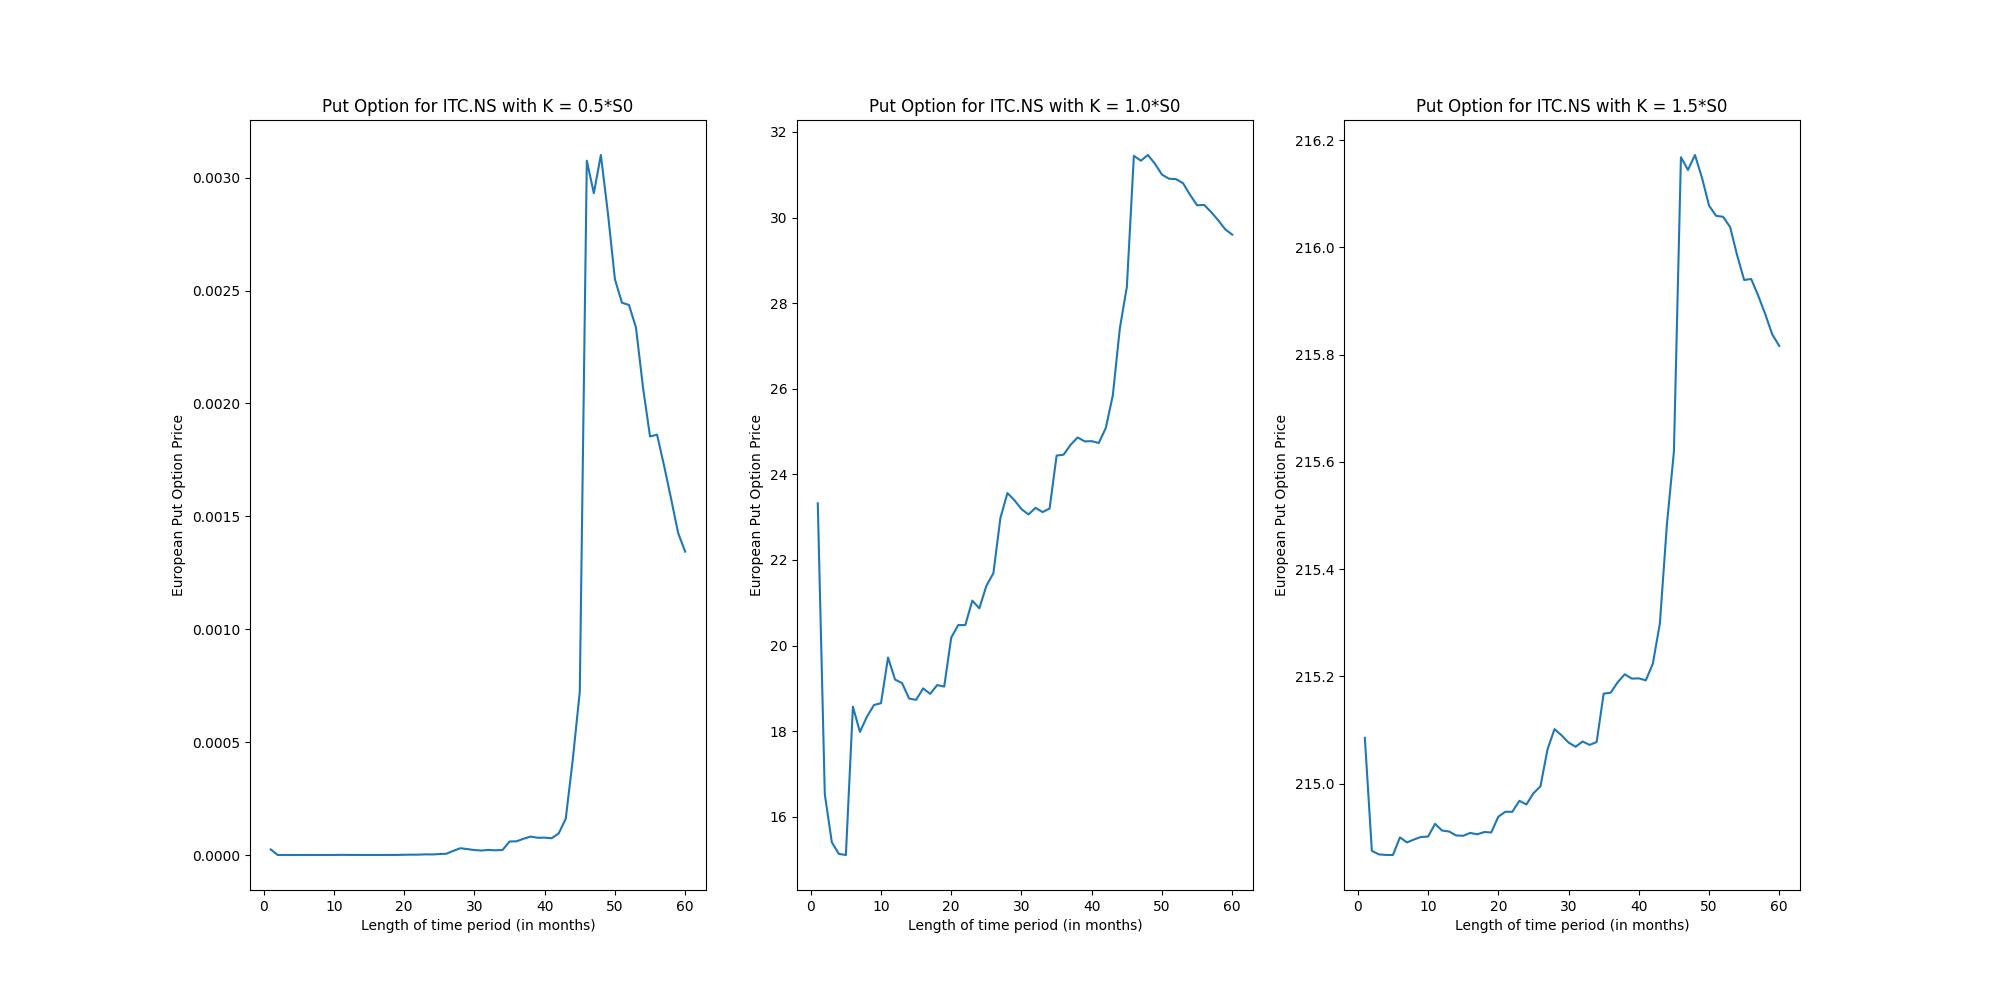 Put Option for ITC.NS with K = 0.5*S0
European Put Option Price
0.0030
0.0025
0.0020
0.0015
0.0010
0.0005
0.0000
0 10 20 30 40 50 60
Length of time period (in months)
Put Option for ITC.NS with K = 1.0*S0
European Put Option Price
32
30
28
26
24
22
20
18
16
0 10 20 30 40 50 60
Length of time period (in months)
Put Option for ITC.NS with K = 1.5*S0
European Put Option Price
216.2
216.0
215.8
215.6
215.4
215.2
215.0
0 10 20 30 40 50 60
Length of time period (in months)